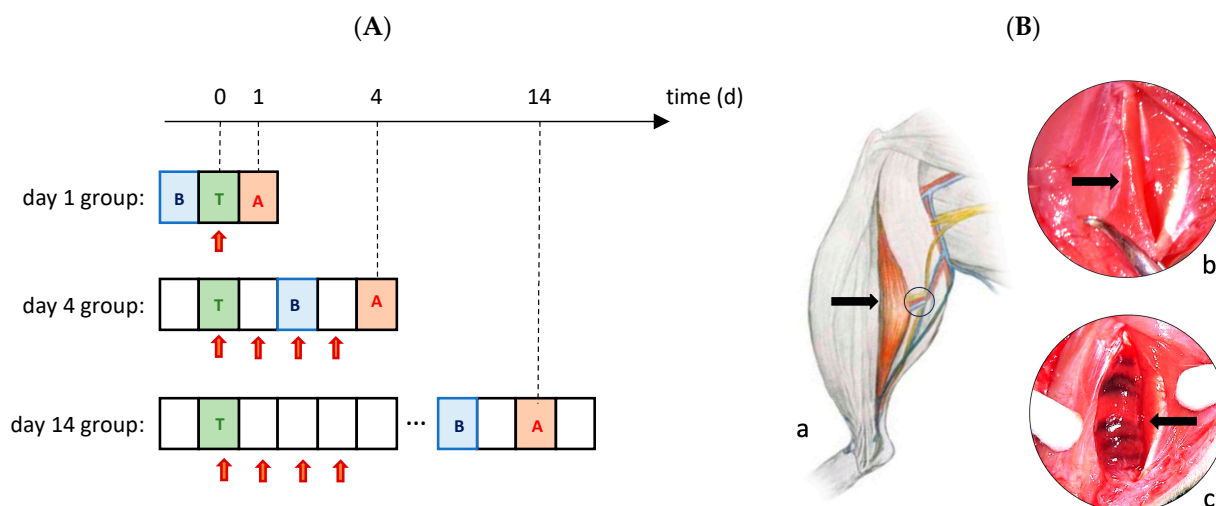 (A)
(B)
0 1 4 14 time (d)
day 1 group: B T A
day 4 group: T B A
day 14 group: T ... B A
a
b
c